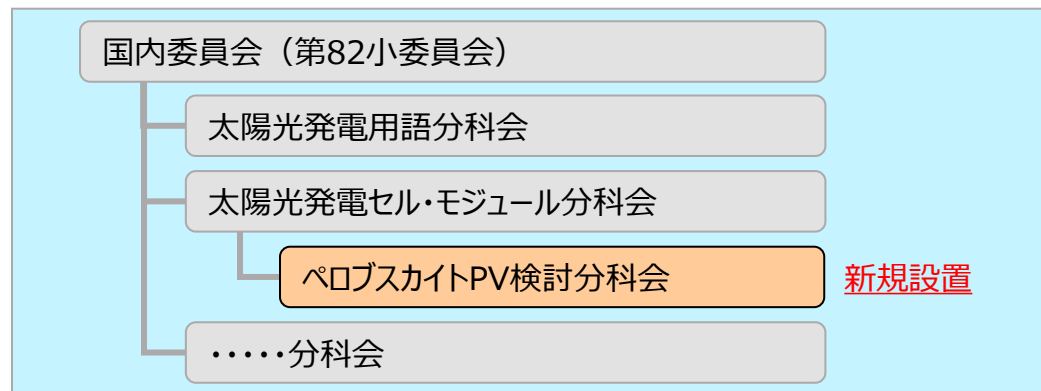 国内委員会（第82小委員会）
太陽光発電用語分科会
太陽光発電セル・モジュール分科会
ペロブスカイトPV検討分科会
新規設置
・・・・・分科会